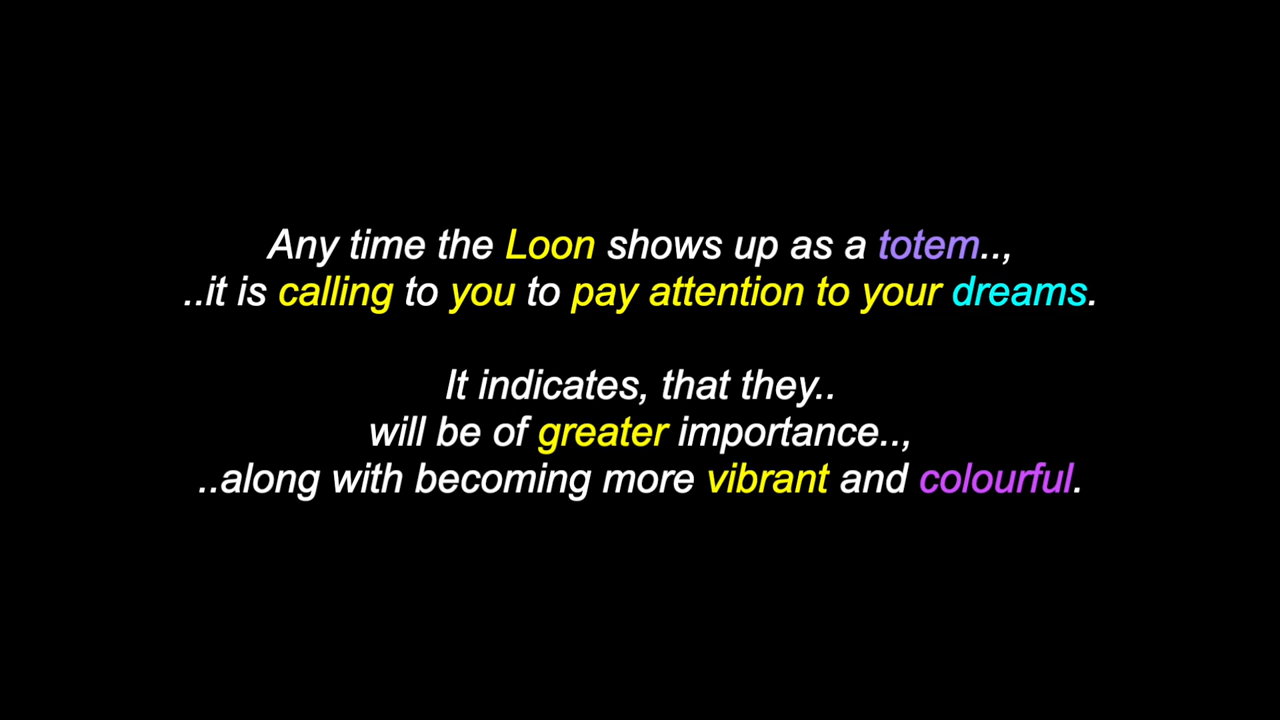 Any time the Loon shows up as a totem..,
..it is calling to you to pay attention to your dreams.
It indicates, that they..
will be of greater importance..,
..along with becoming more vibrant and colourful.